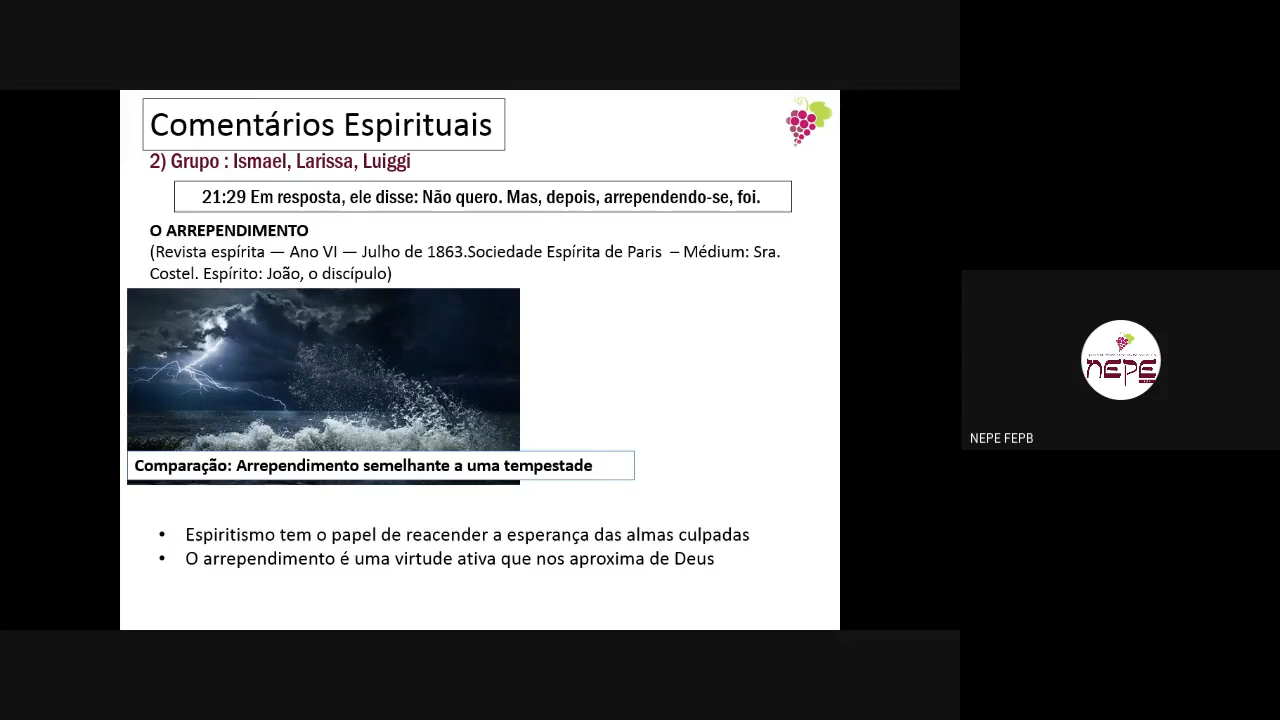 Comentários Espirituais
2) Grupo : Ismael, Larissa, Luiggi
21:29 Em resposta, ele disse: Não quero. Mas, depois, arrependendo-se, foi.
O ARREPENDIMENTO
(Revista espírita — Ano VI — Julho de 1863.Sociedade Espírita de Paris – Médium: Sra.
Costel. Espírito: João, o discípulo)
Comparação: Arrependimento semelhante a uma tempestade
• Espiritismo tem o papel de reacender a esperança das almas culpadas
• O arrependimento é uma virtude ativa que nos aproxima de Deus
NEPE
NEPE FEPB